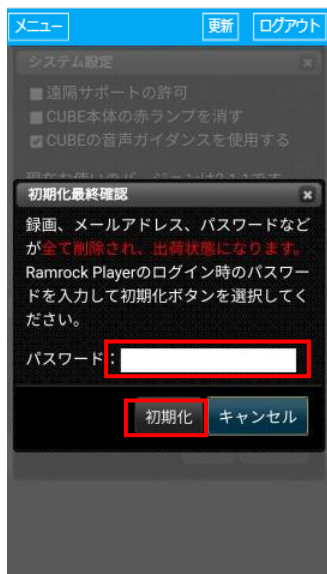 メニュー
更新
ログアウト
システム設定
遠隔サポートの許可
CUBE本体の赤ランプを消す
CUBEの音声ガイダンスを使用する
初期化最終確認
録画、メールアドレス、パスワードなど
が全て削除され、出荷状態になります。
Ramrock Playerのログイン時のパスワー
ドを入力して初期化ボタンを選択してく
ださい。
パスワード：
初期化
キャンセル